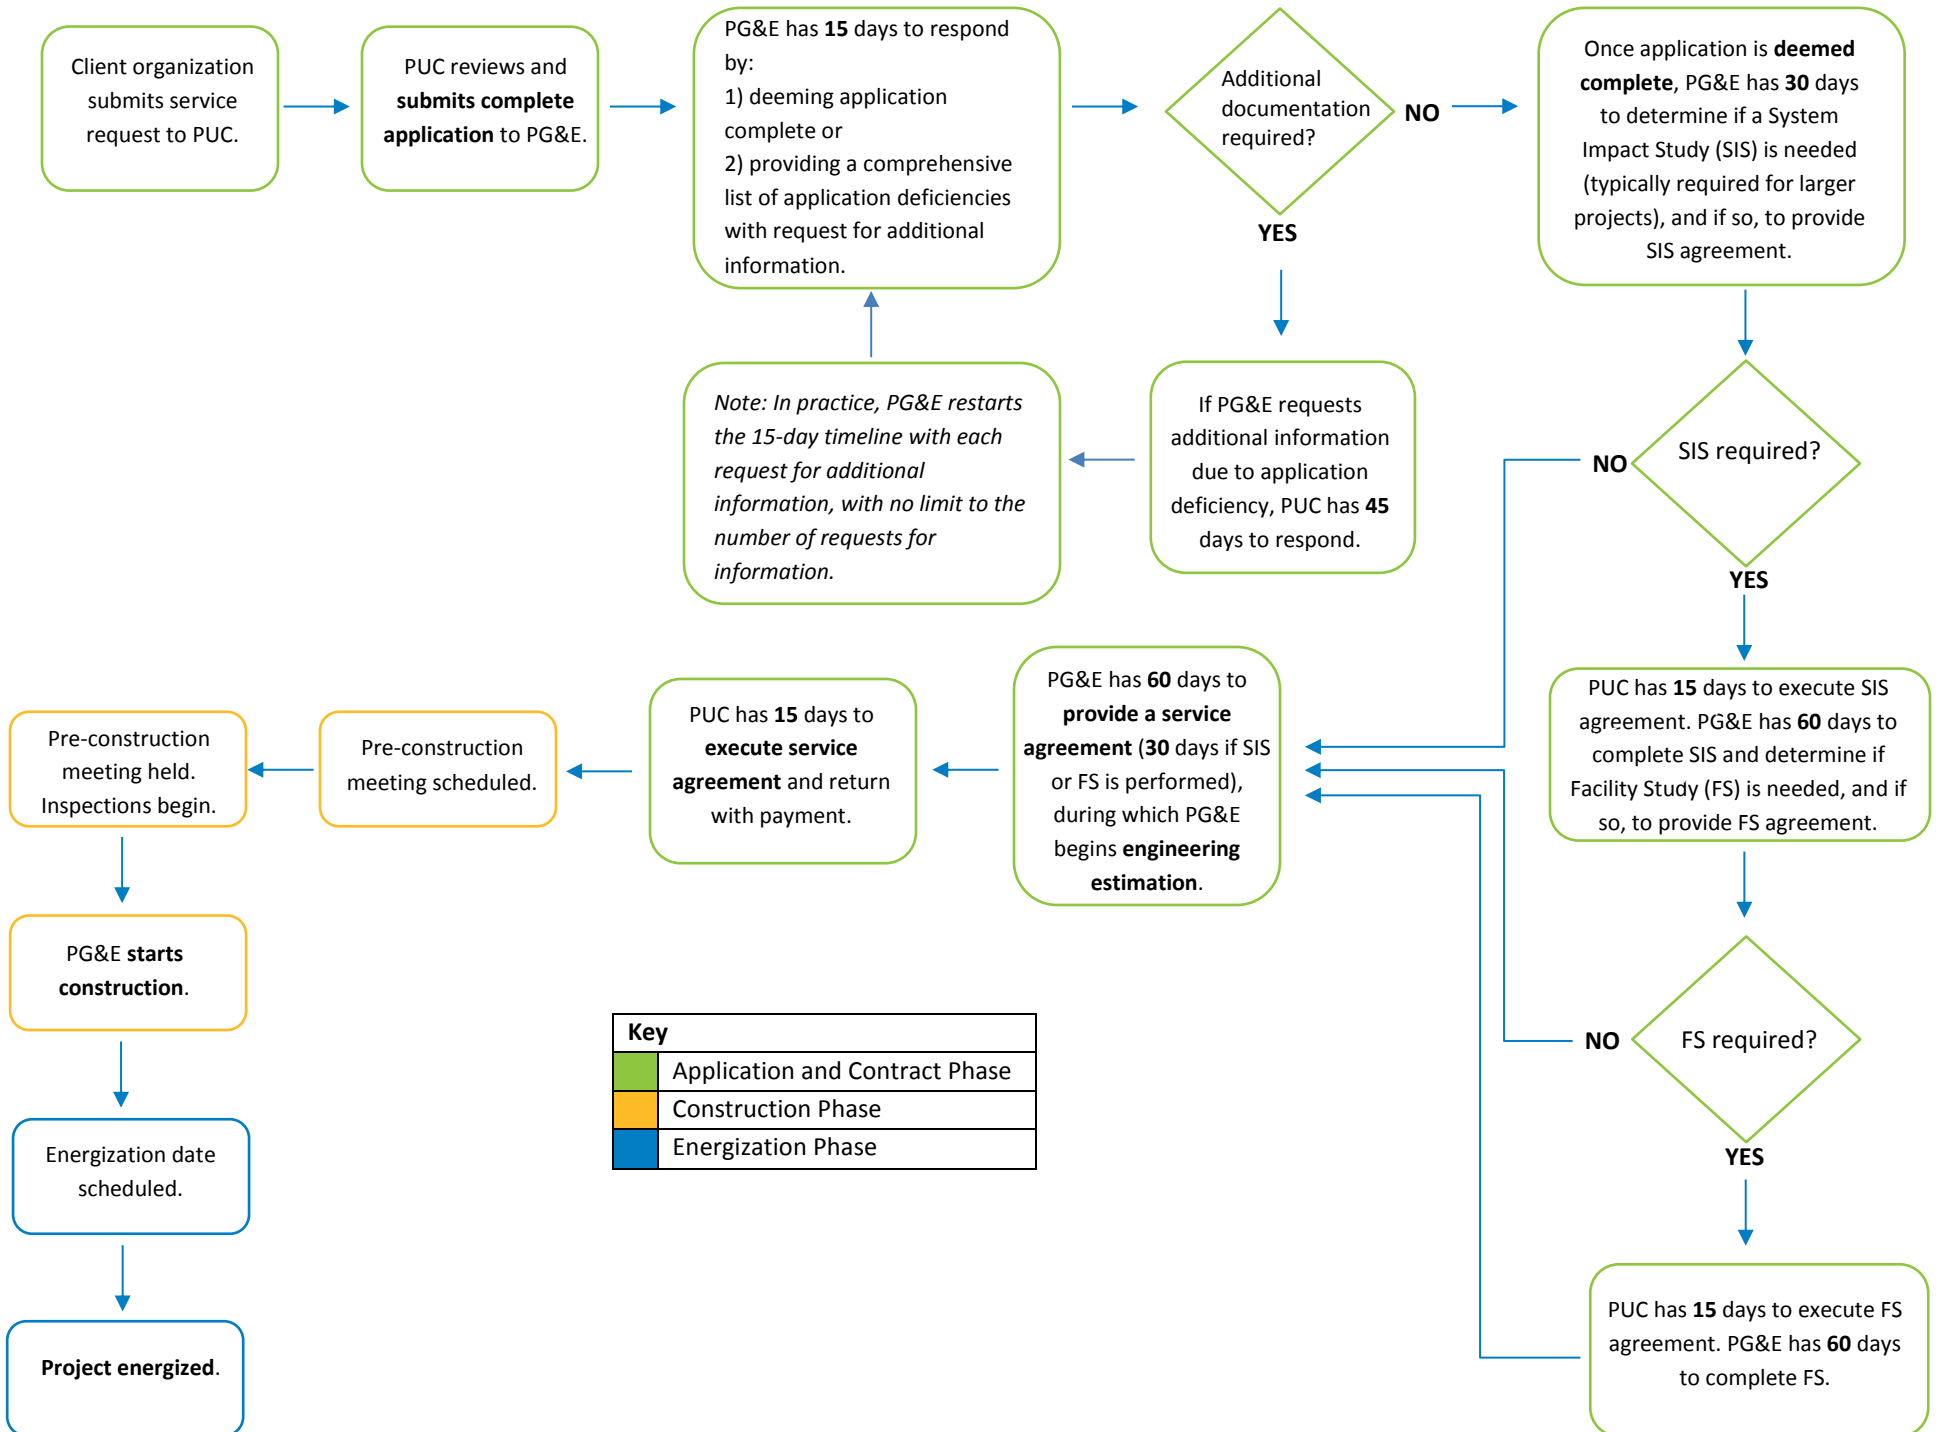 Client organization
submits service
request to PUC.
PUC reviews and
submits complete
application to PG&E.
PG&E has 15 days to respond
by:
1) deeming application
complete or
2) providing a comprehensive
list of application deficiencies
with request for additional
information.
Additional
documentation
required?
NO
YES
Once application is deemed
complete, PG&E has 30 days
to determine if a System
Impact Study (SIS) is needed
(typically required for larger
projects), and if so, to provide
SIS agreement.
If PG&E requests
additional information
due to application
deficiency, PUC has 45
days to respond.
Note: In practice, PG&E restarts
the 15-day timeline with each
request for additional
information, with no limit to the
number of requests for
information.
SIS required?
NO
YES
PUC has 15 days to execute SIS
agreement. PG&E has 60 days to
complete SIS and determine if
Facility Study (FS) is needed, and if
so, to provide FS agreement.
FS required?
NO
YES
PUC has 15 days to execute FS
agreement. PG&E has 60 days
to complete FS.
PG&E has 60 days to
provide a service
agreement (30 days if SIS
or FS is performed),
during which PG&E
begins engineering
estimation.
PUC has 15 days to
execute service
agreement and return
with payment.
Pre-construction
meeting scheduled.
Pre-construction
meeting held.
Inspections begin.
PG&E starts
construction.
Energization date
scheduled.
Project energized.
Key
Application and Contract Phase
Construction Phase
Energization Phase